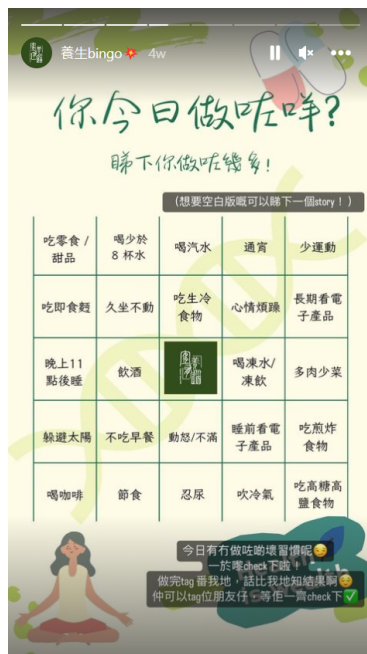 養生bingo💥 4w
你今日做咗咩？
睇下你做咗幾多！
（想要空白版嘅可以睇下一個story！）
吃零食 /
甜品
喝少於
8 杯水
喝汽水
通宵
少運動
吃即食麵
久坐不動
吃生冷
食物
心情煩躁
長期看電
子產品
晚上11
點後睡
飲酒
喝凍水/
凍飲
多肉少菜
躲避太陽
不吃早餐
動怒/不滿
睡前看電
子產品
吃煎炸
食物
喝咖啡
節食
忍尿
吹冷氣
吃高糖高
鹽食物
今日有冇做咗啲壞習慣呢😏
一於嚟check下啦！
做完tag 番我地，話比我地知結果啊😏
仲可以tag位朋友仔，等佢一齊check下✅